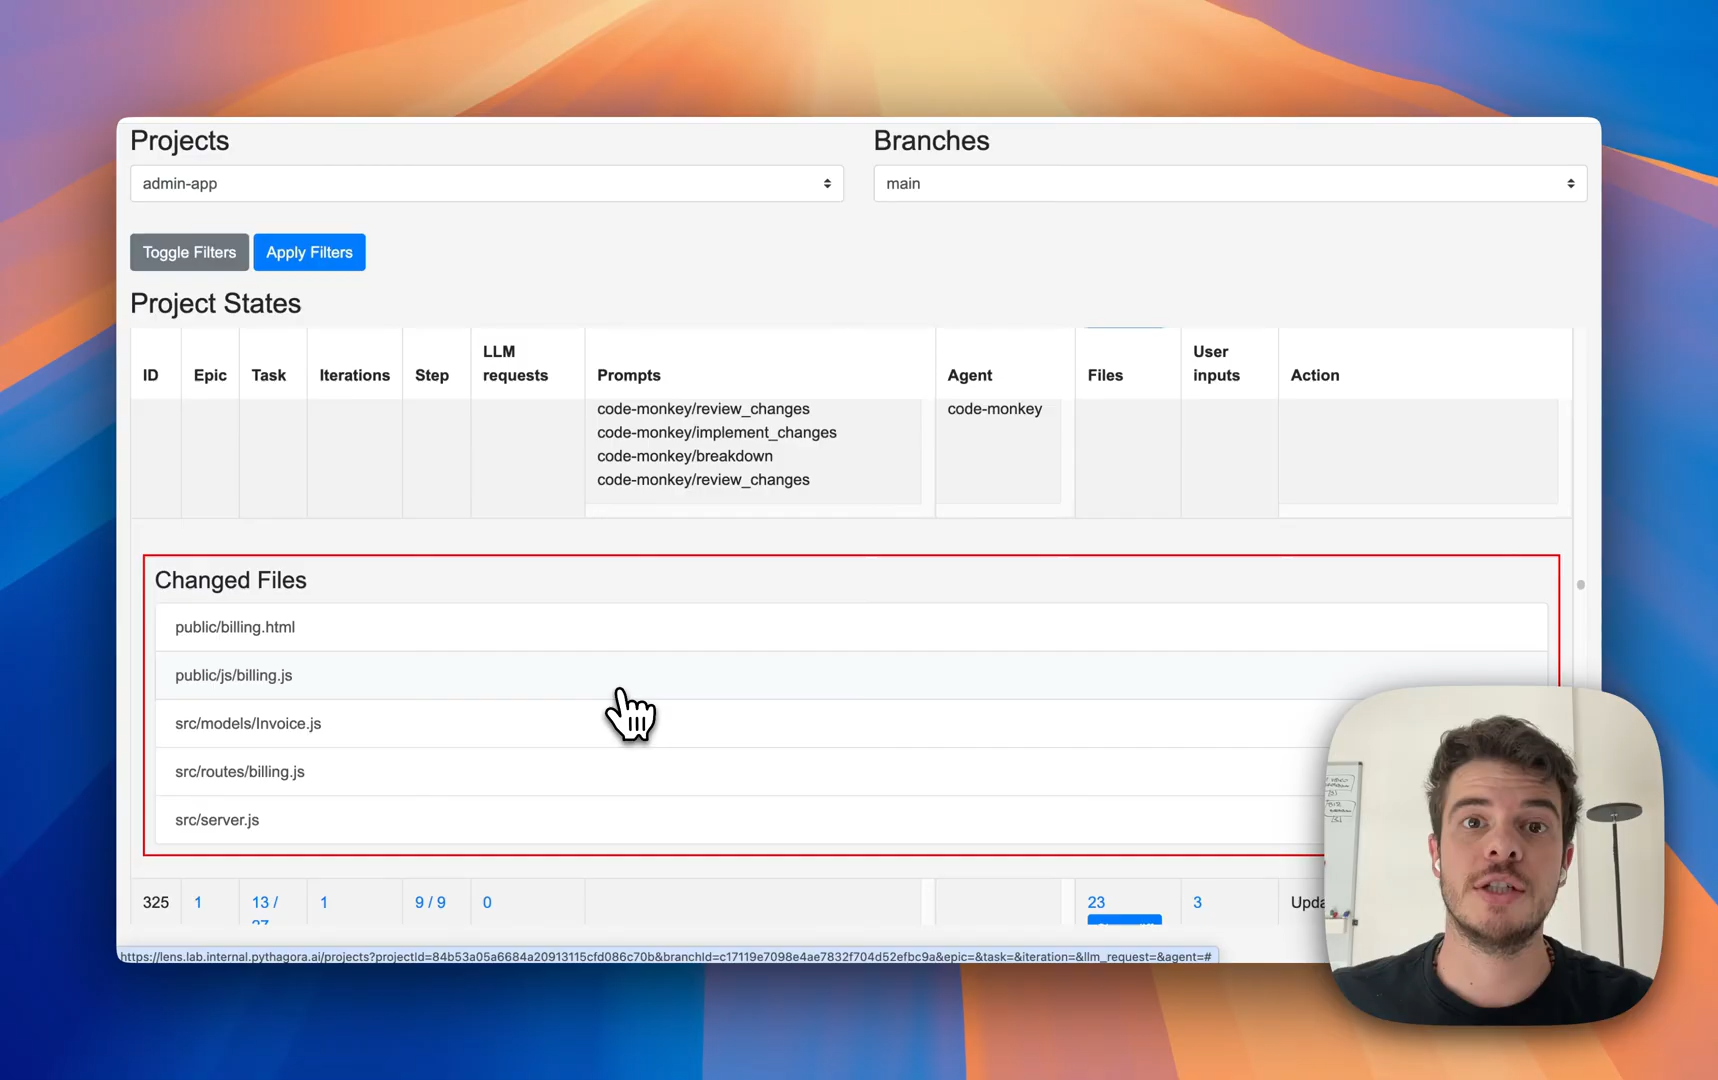 Projects
Branches
admin-app
main
Toggle Filters
Apply Filters
Project States
ID
Epic
Task
Iterations
Step
LLM
requests
Prompts
Agent
Files
User
inputs
Action
code-monkey/review_changes
code-monkey/implement_changes
code-monkey/breakdown
code-monkey/review_changes
code-monkey
Changed Files
public/billing.html
public/js/billing.js
src/models/Invoice.js
src/routes/billing.js
src/server.js
325
1
13 /
27
1
9 / 9
0
23
3
Upda
https://lens.lab.internal.pythagora.ai/projects?projectId=84b53a05a6684a20913115cfd086c70b&branchId=c17119e7098e4ae7832f704d52efbc9a&epic=&task=&iteration=&llm_request=&agent=#